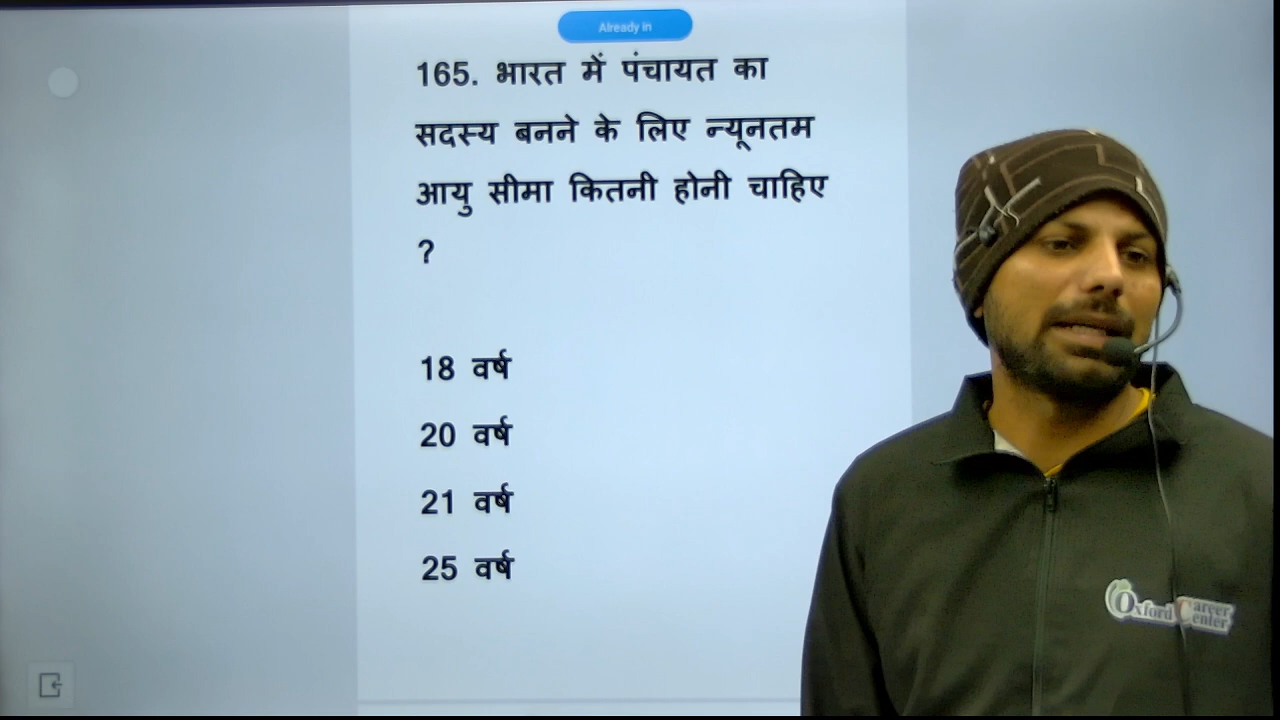 Already in
165. भारत में पंचायत का
सदस्य बनने के लिए न्यूनतम
आयु सीमा कितनी होनी चाहिए
?
18 वर्ष
20 वर्ष
21 वर्ष
25 वर्ष
Oxford Career Center